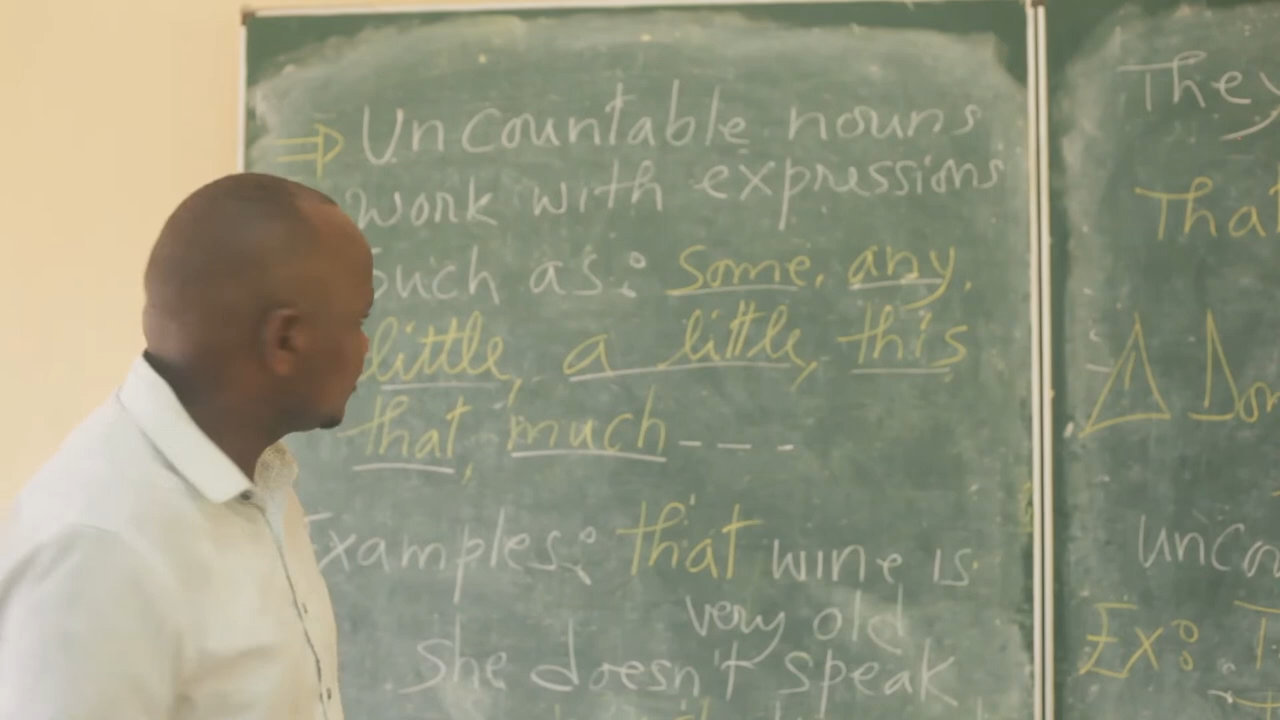 ⇒ Uncountable nouns
work with expressions
Such as: Some, any,
little, a little, this
that, much - - - -
Examples: that wine is
very old
She doesn't speak
They
That
Δ Don
unco
Ex: T